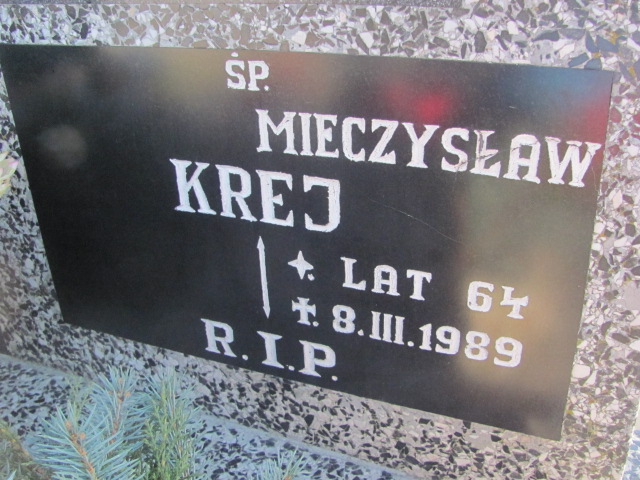 ŚP.
MIECZYSŁAW
KREJ
LAT 64
8.III.1989
R.I.P.